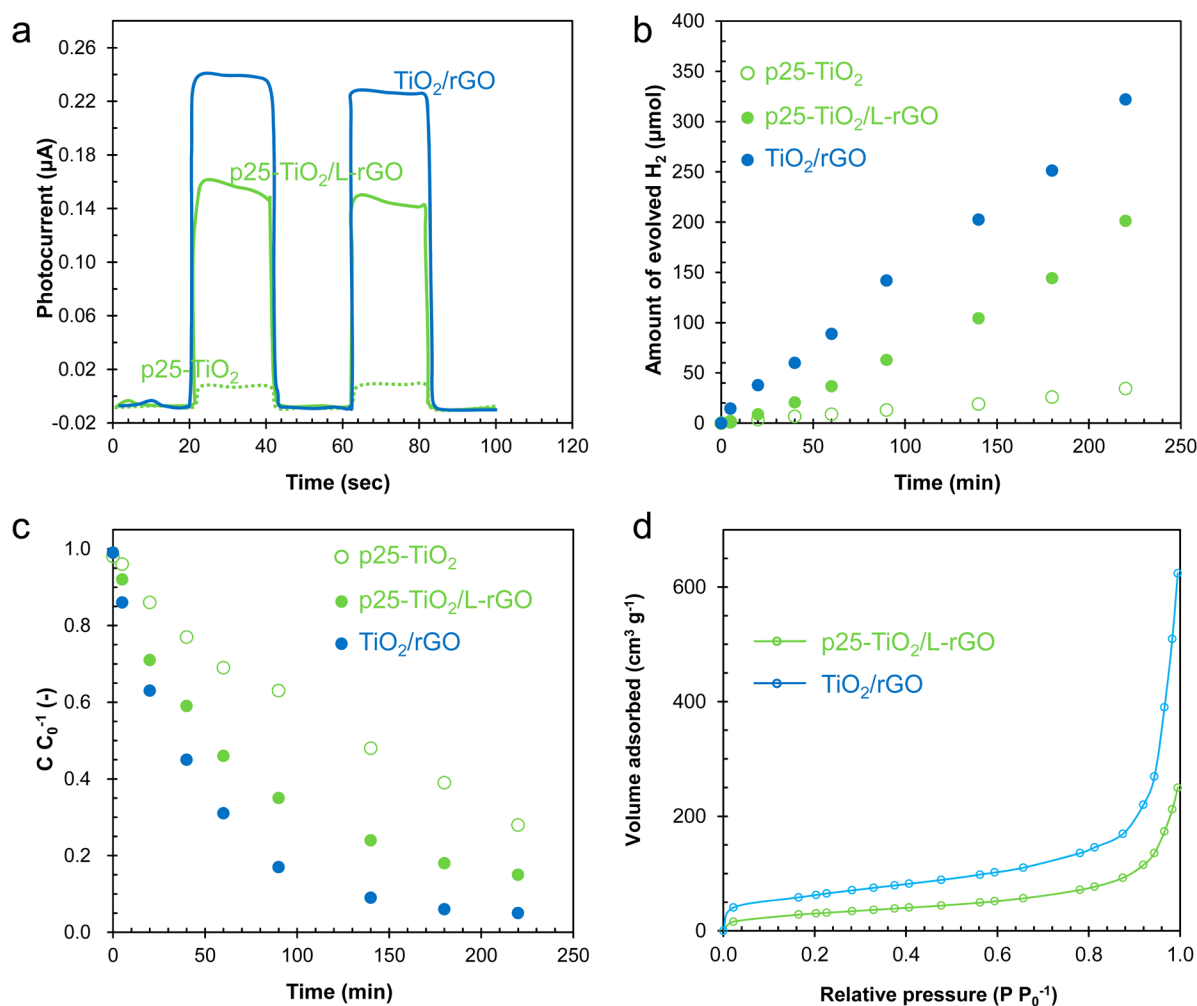 a
0.26
0.22
0.18
0.14
0.10
0.06
0.02
-0.02
Photocurrent (µA)
TiO₂/rGO
p25-TiO₂/L-rGO
p25-TiO₂
0 20 40 60 80 100 120
Time (sec)
b
400
350
300
250
200
150
100
50
0
Amount of evolved H₂ (µmol)
p25-TiO₂
p25-TiO₂/L-rGO
TiO₂/rGO
0 50 100 150 200 250
Time (min)
c
1.0
0.8
0.6
0.4
0.2
0.0
C C₀⁻¹ (-)
p25-TiO₂
p25-TiO₂/L-rGO
TiO₂/rGO
0 50 100 150 200 250
Time (min)
d
600
400
200
0
Volume adsorbed (cm³ g⁻¹)
p25-TiO₂/L-rGO
TiO₂/rGO
0.0 0.2 0.4 0.6 0.8 1.0
Relative pressure (P P₀⁻¹)